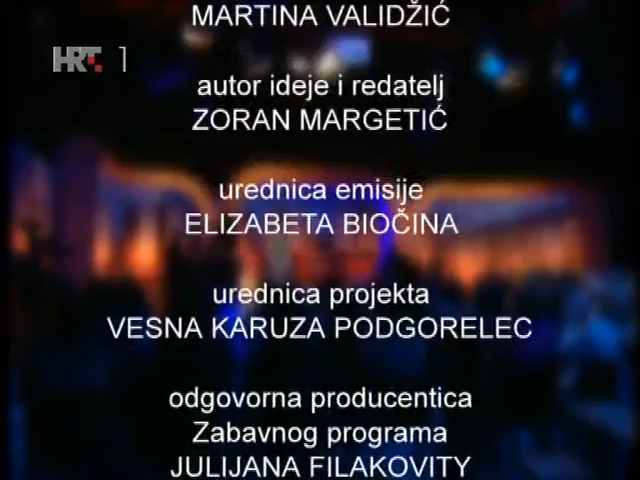 MARTINA VALIDŽIĆ
HRT 1
autor ideje i redatelj
ZORAN MARGETIĆ
urednica emisije
ELIZABETA BIOČINA
urednica projekta
VESNA KARUZA PODGORELEC
odgovorna producentica
Zabavnog programa
JULIJANA FILAKOVITY